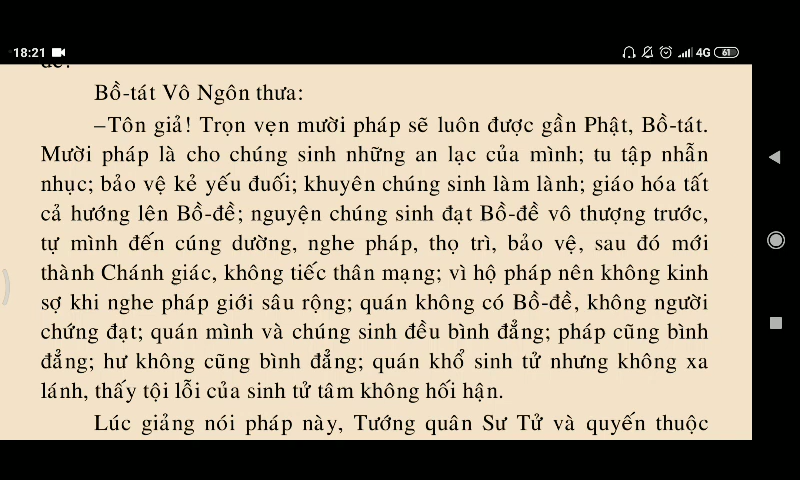 18:21
4G 61
Bồ-tát Vô Ngôn thưa:
–Tôn giả! Trọn vẹn mười pháp sẽ luôn được gần Phật, Bồ-tát.
Mười pháp là cho chúng sinh những an lạc của mình; tu tập nhẫn
nhục; bảo vệ kẻ yếu đuối; khuyên chúng sinh làm lành; giáo hóa tất
cả hướng lên Bồ-đề; nguyện chúng sinh đạt Bồ-đề vô thượng trước,
tự mình đến cúng dường, nghe pháp, thọ trì, bảo vệ, sau đó mới
thành Chánh giác, không tiếc thân mạng; vì hộ pháp nên không kinh
sợ khi nghe pháp giới sâu rộng; quán không có Bồ-đề, không người
chứng đạt; quán mình và chúng sinh đều bình đẳng; pháp cũng bình
đẳng; hư không cũng bình đẳng; quán khổ sinh tử nhưng không xa
lánh, thấy tội lỗi của sinh tử tâm không hối hận.
Lúc giảng nói pháp này, Tướng quân Sư Tử và quyến thuộc